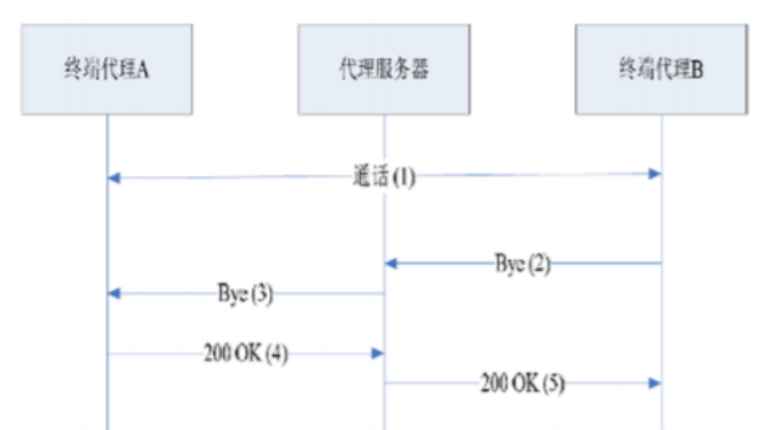 终端代理A
代理服务器
终端代理B
通话(1)
Bye(2)
Bye(3)
200 OK(4)
200 OK(5)